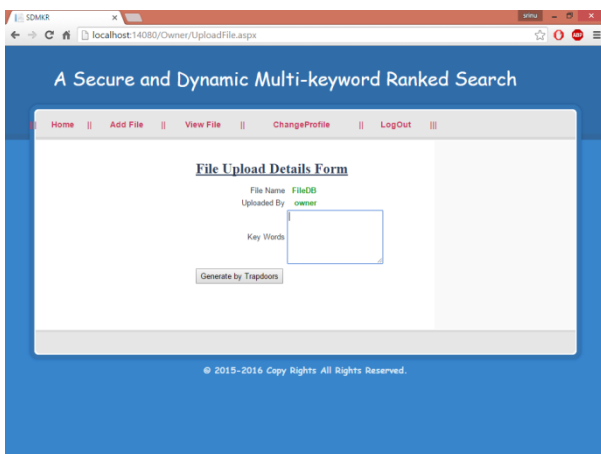 SDMKR
srinu
localhost:14080/Owner/UploadFile.aspx
A Secure and Dynamic Multi-keyword Ranked Search
|| Home || Add File || View File || ChangeProfile || LogOut |||
File Upload Details Form
File Name FileDB
Uploaded By owner
Key Words
Generate by Trapdoors
© 2015-2016 Copy Rights All Rights Reserved.